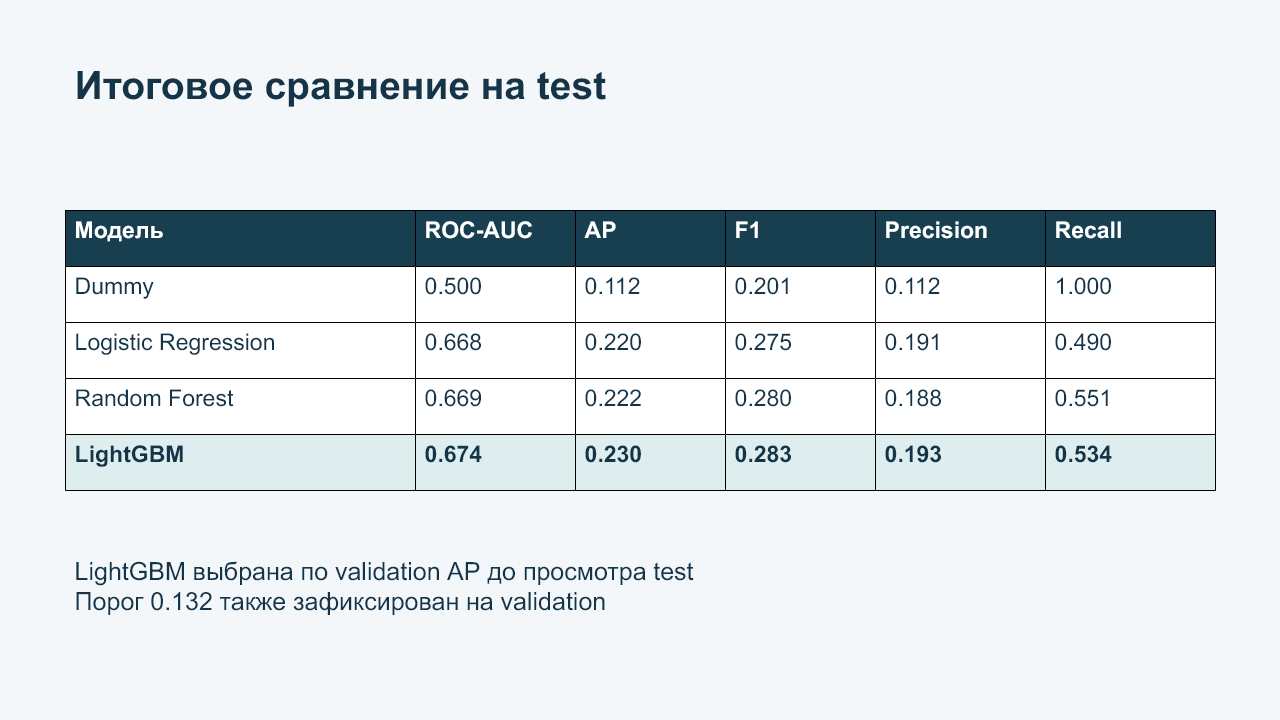 Итоговое сравнение на test
Модель ROC-AUC AP F1 Precision Recall
Dummy 0.500 0.112 0.201 0.112 1.000
Logistic Regression 0.668 0.220 0.275 0.191 0.490
Random Forest 0.669 0.222 0.280 0.188 0.551
LightGBM 0.674 0.230 0.283 0.193 0.534
LightGBM выбрана по validation AP до просмотра test
Порог 0.132 также зафиксирован на validation